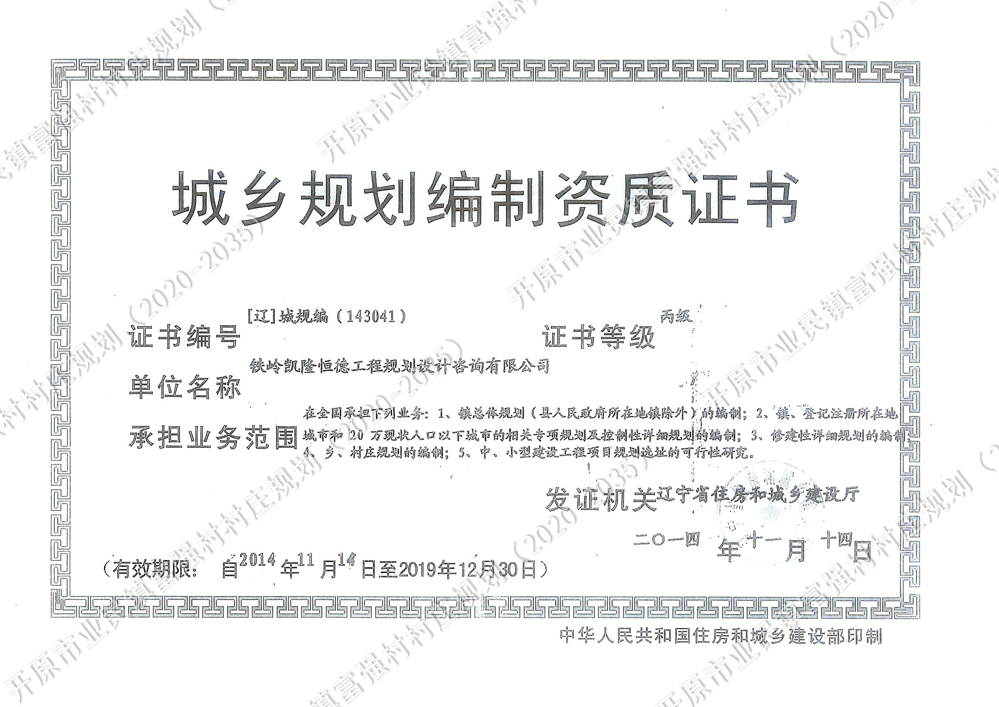 城乡规划编制资质证书
证书编号 [辽]城规编（143041）
证书等级 丙级
单位名称 铁岭凯隆恒德工程规划设计咨询有限公司
承担业务范围 在全国承担下列业务：1、镇总体规划（县人民政府所在地镇除外）的编制；2、镇、登记注册所在地
城市和 20 万现状人口以下城市的相关专项规划及控制性详细规划的编制；3、修建性详细规划的编制；
4、乡、村庄规划的编制；5、中、小型建设工程项目规划选址的可行性研究。
发证机关 辽宁省住房和城乡建设厅
二〇一四 年 十一 月 十四 日
（有效期限： 自2014年11月14日至2019年12月30日）
中华人民共和国住房和城乡建设部印制
开原市业民镇富强村村庄规划（2020-2035）